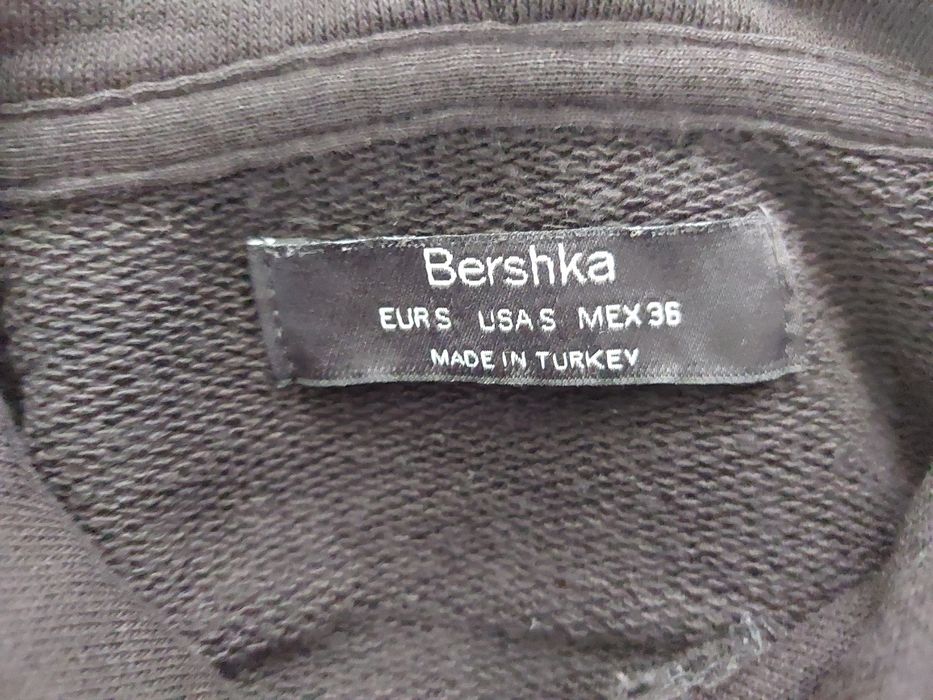 Bershka
EUR S USA S MEX 36
MADE IN TURKEY